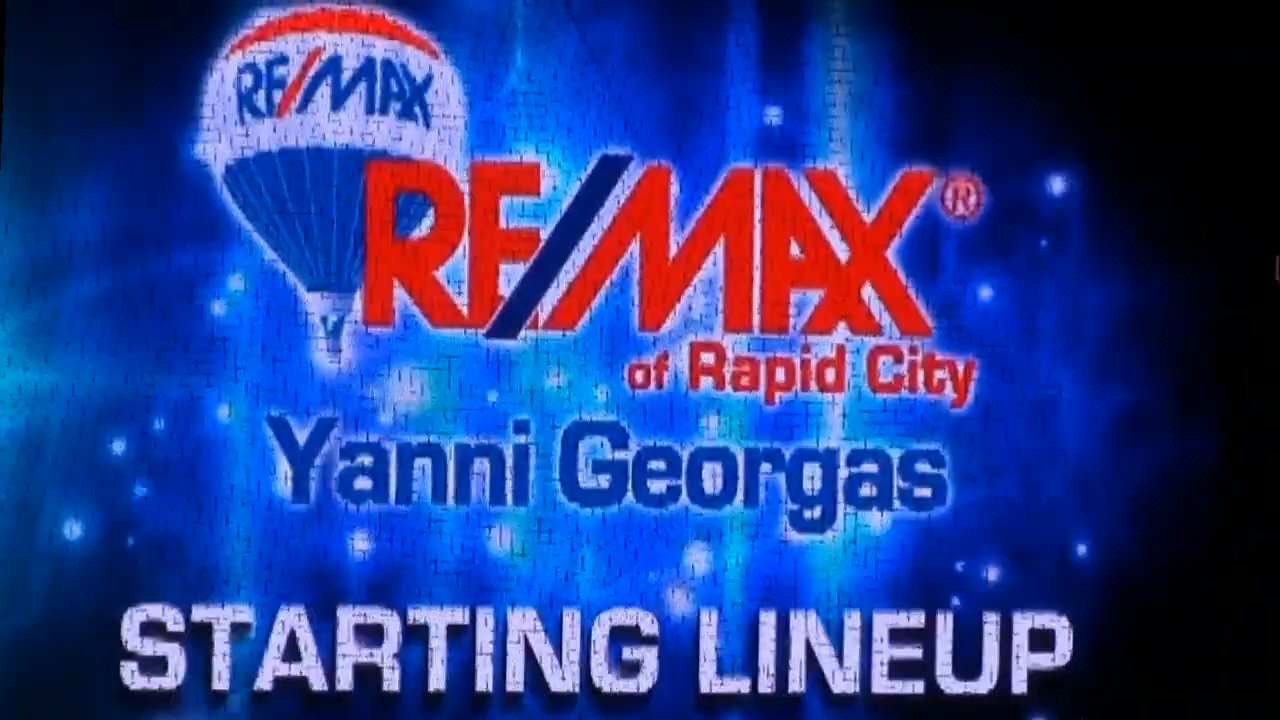 RE/MAX
RE/MAX®
of Rapid City
Yanni Georgas
STARTING LINEUP